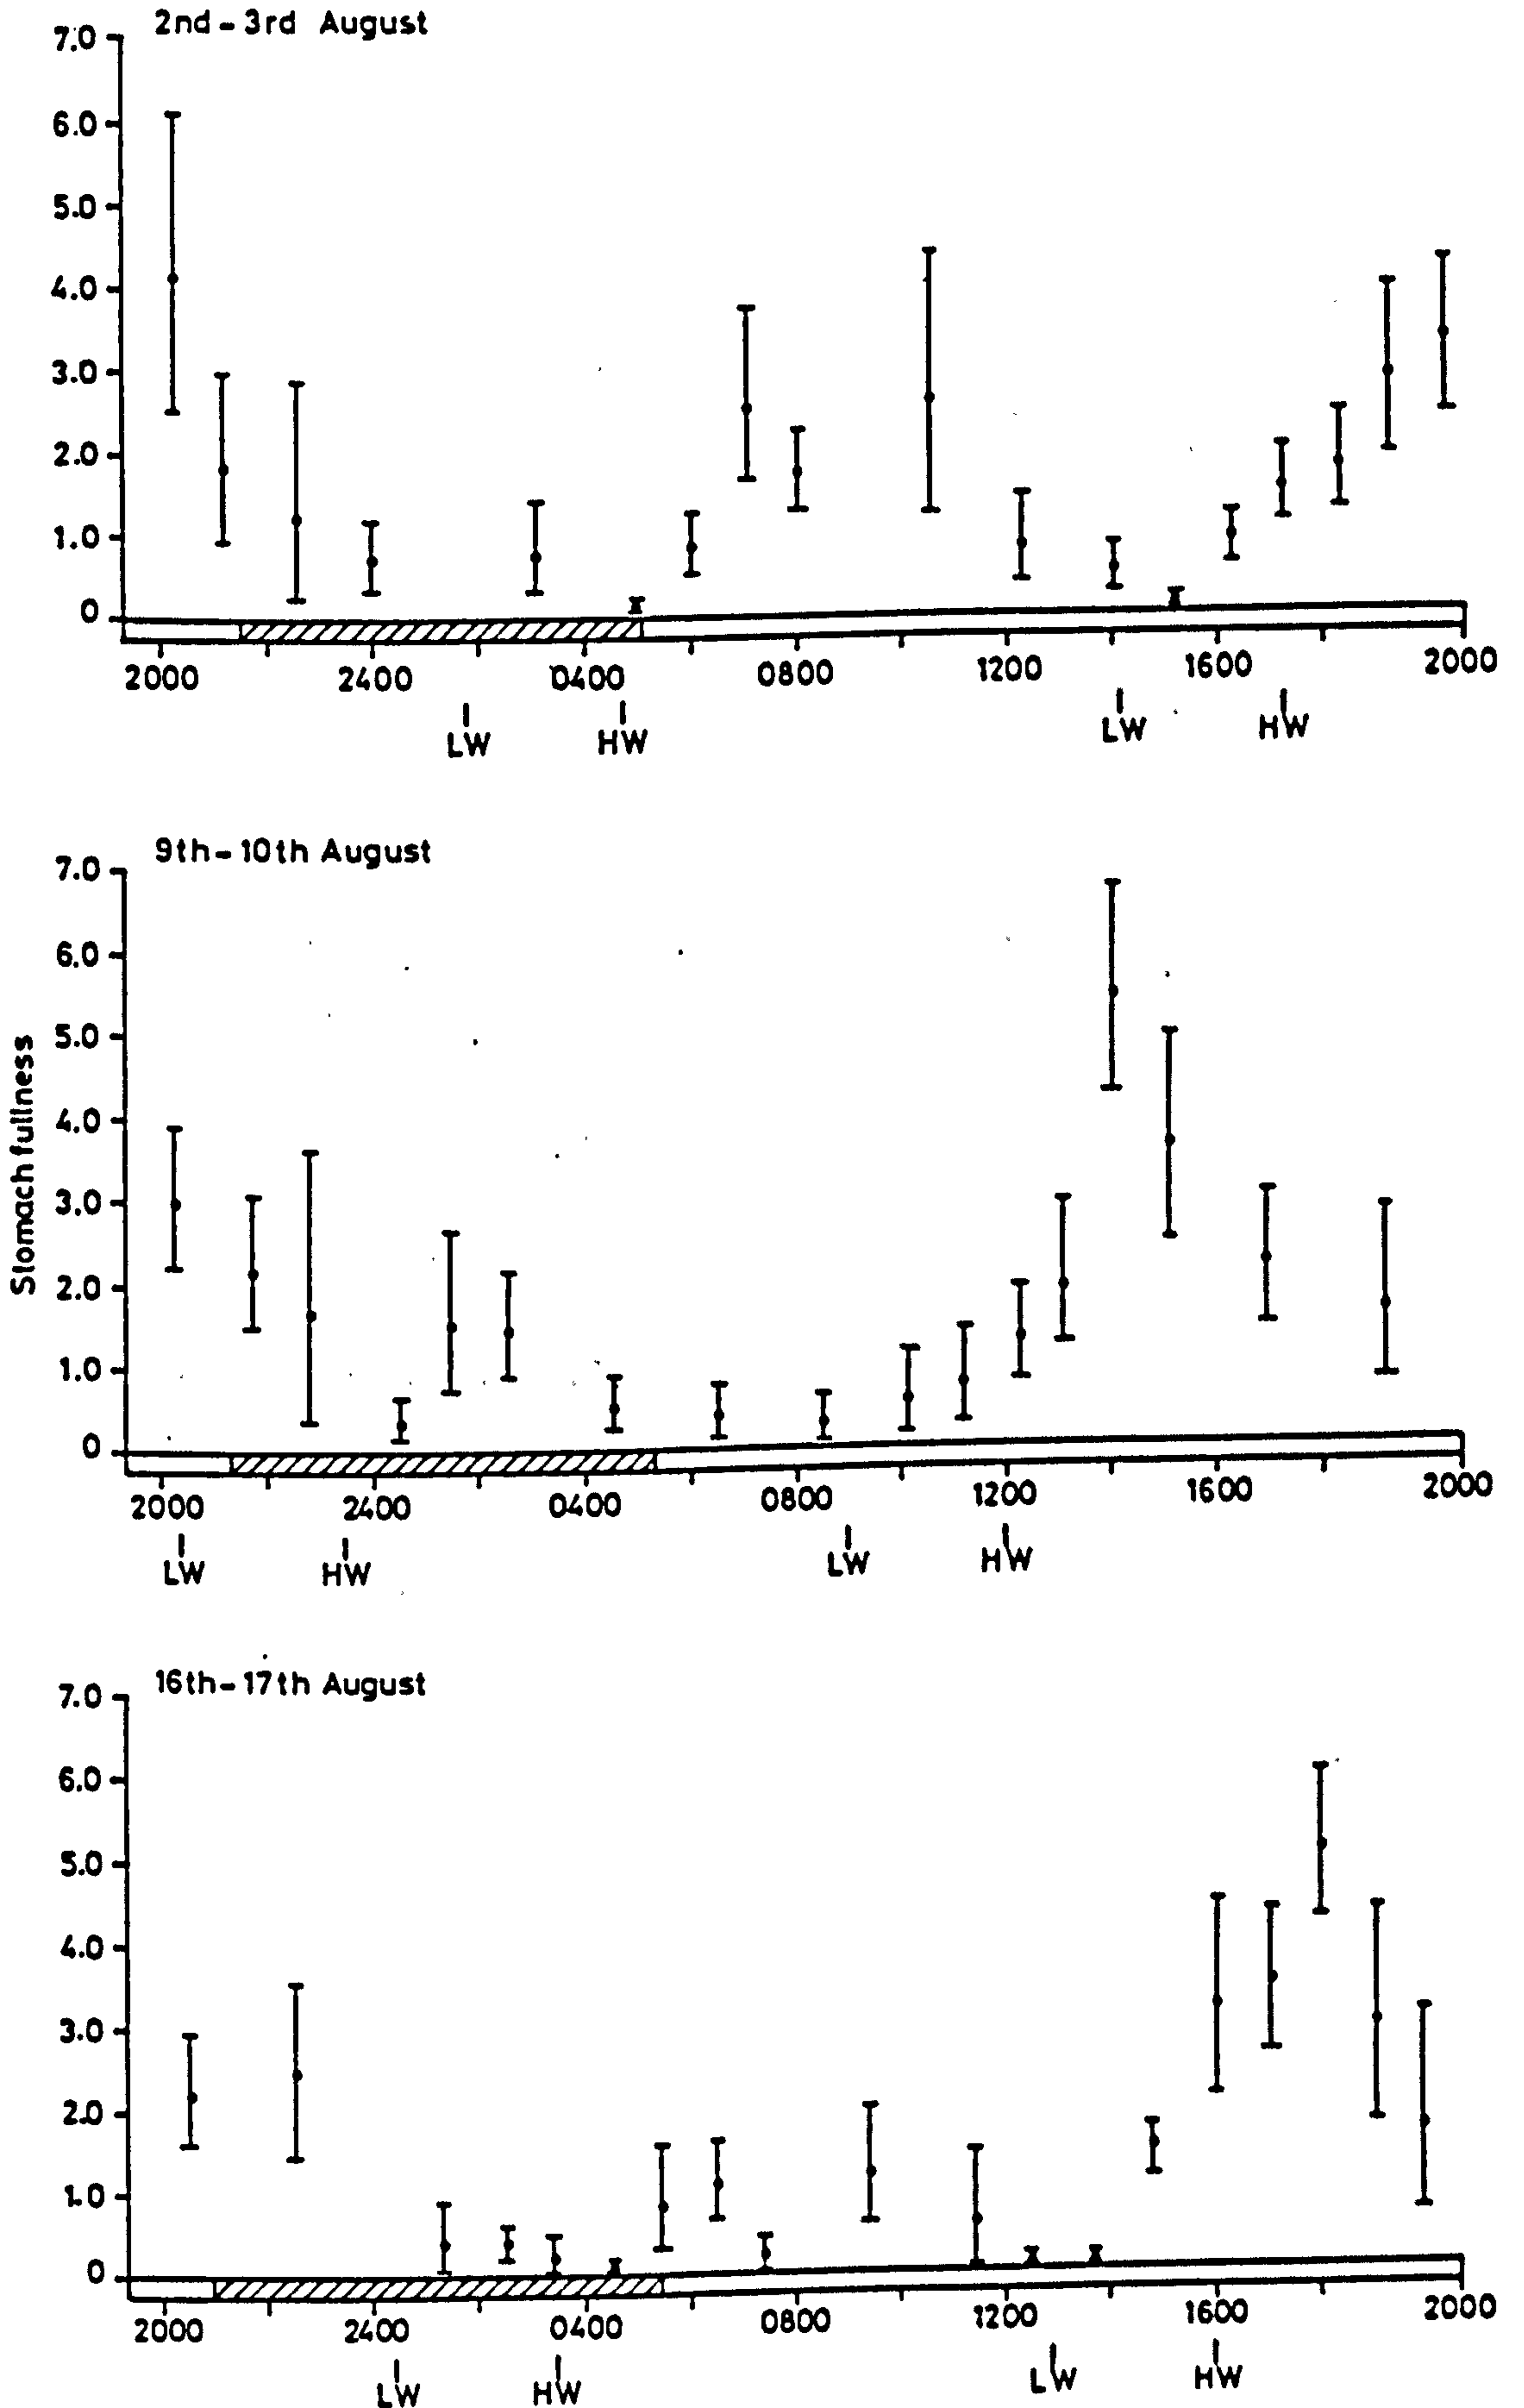 2nd-3rd August
7.0
6.0
5.0
4.0
3.0
2.0
1.0
0
2000 2400 0400 0800 1200 1600 2000
LW HW LW HW
Stomach fullness
9th-10th August
7.0
6.0
5.0
4.0
3.0
2.0
1.0
0
2000 2400 0400 0800 1200 1600 2000
LW HW LW HW
16th-17th August
7.0
6.0
5.0
4.0
3.0
2.0
1.0
0
2000 2400 0400 0800 1200 1600 2000
LW HW LW HW